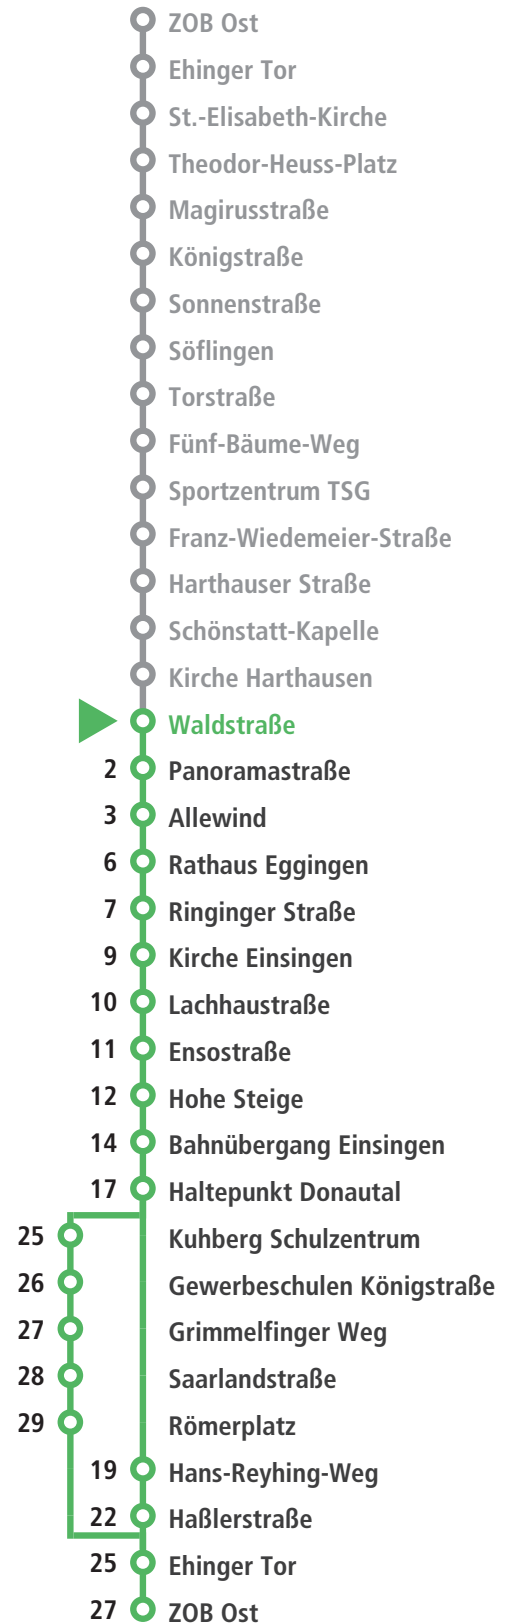 ZOB Ost
Ehinger Tor
St.-Elisabeth-Kirche
Theodor-Heuss-Platz
Magirusstraße
Königstraße
Sonnenstraße
Söflingen
Torstraße
Fünf-Bäume-Weg
Sportzentrum TSG
Franz-Wiedemeier-Straße
Harthauser Straße
Schönstatt-Kapelle
Kirche Harthausen
Waldstraße
2 Panoramastraße
3 Allewind
6 Rathaus Eggingen
7 Ringinger Straße
9 Kirche Einsingen
10 Lachhaustraße
11 Ensostraße
12 Hohe Steige
14 Bahnübergang Einsingen
17 Haltepunkt Donautal
25 Kuhberg Schulzentrum
26 Gewerbeschulen Königstraße
27 Grimmelfinger Weg
28 Saarlandstraße
29 Römerplatz
19 Hans-Reyhing-Weg
22 Haßlerstraße
25 Ehinger Tor
27 ZOB Ost